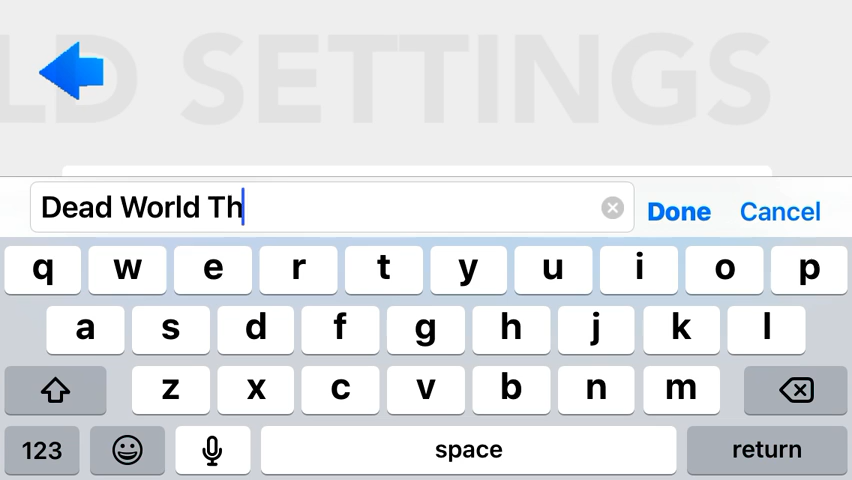 LD SETTINGS
Dead World Th
Done
Cancel
q w e r t y u i o p
a s d f g h j k l
z x c v b n m
123
space
return